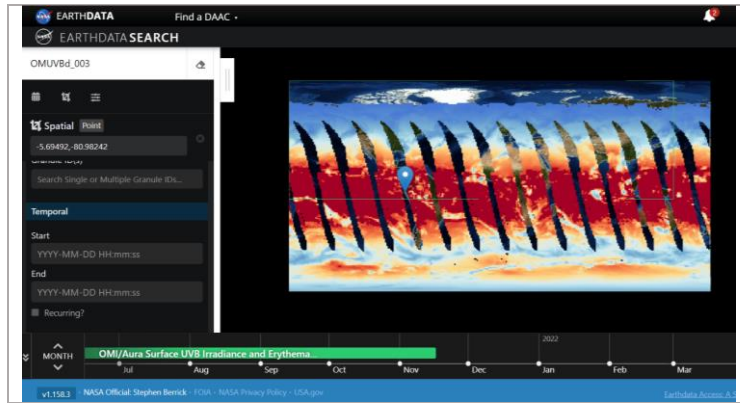 EARTHDATA
Find a DAAC
2
EARTHDATA SEARCH
OMUVBd_003
Spatial Point
-5.69492,-80.98242
Granule ID(s)
Search Single or Multiple Granule IDs...
Temporal
Start
YYYY-MM-DD HH:mm:ss
End
YYYY-MM-DD HH:mm:ss
Recurring?
2022
MONTH
OMI/Aura Surface UVB Irradiance and Erythema...
Jul Aug Sep Oct Nov Dec Jan Feb Mar
v1.158.3 · NASA Official: Stephen Berrick · FOIA · NASA Privacy Policy · USA.gov
Earthdata Access: A S